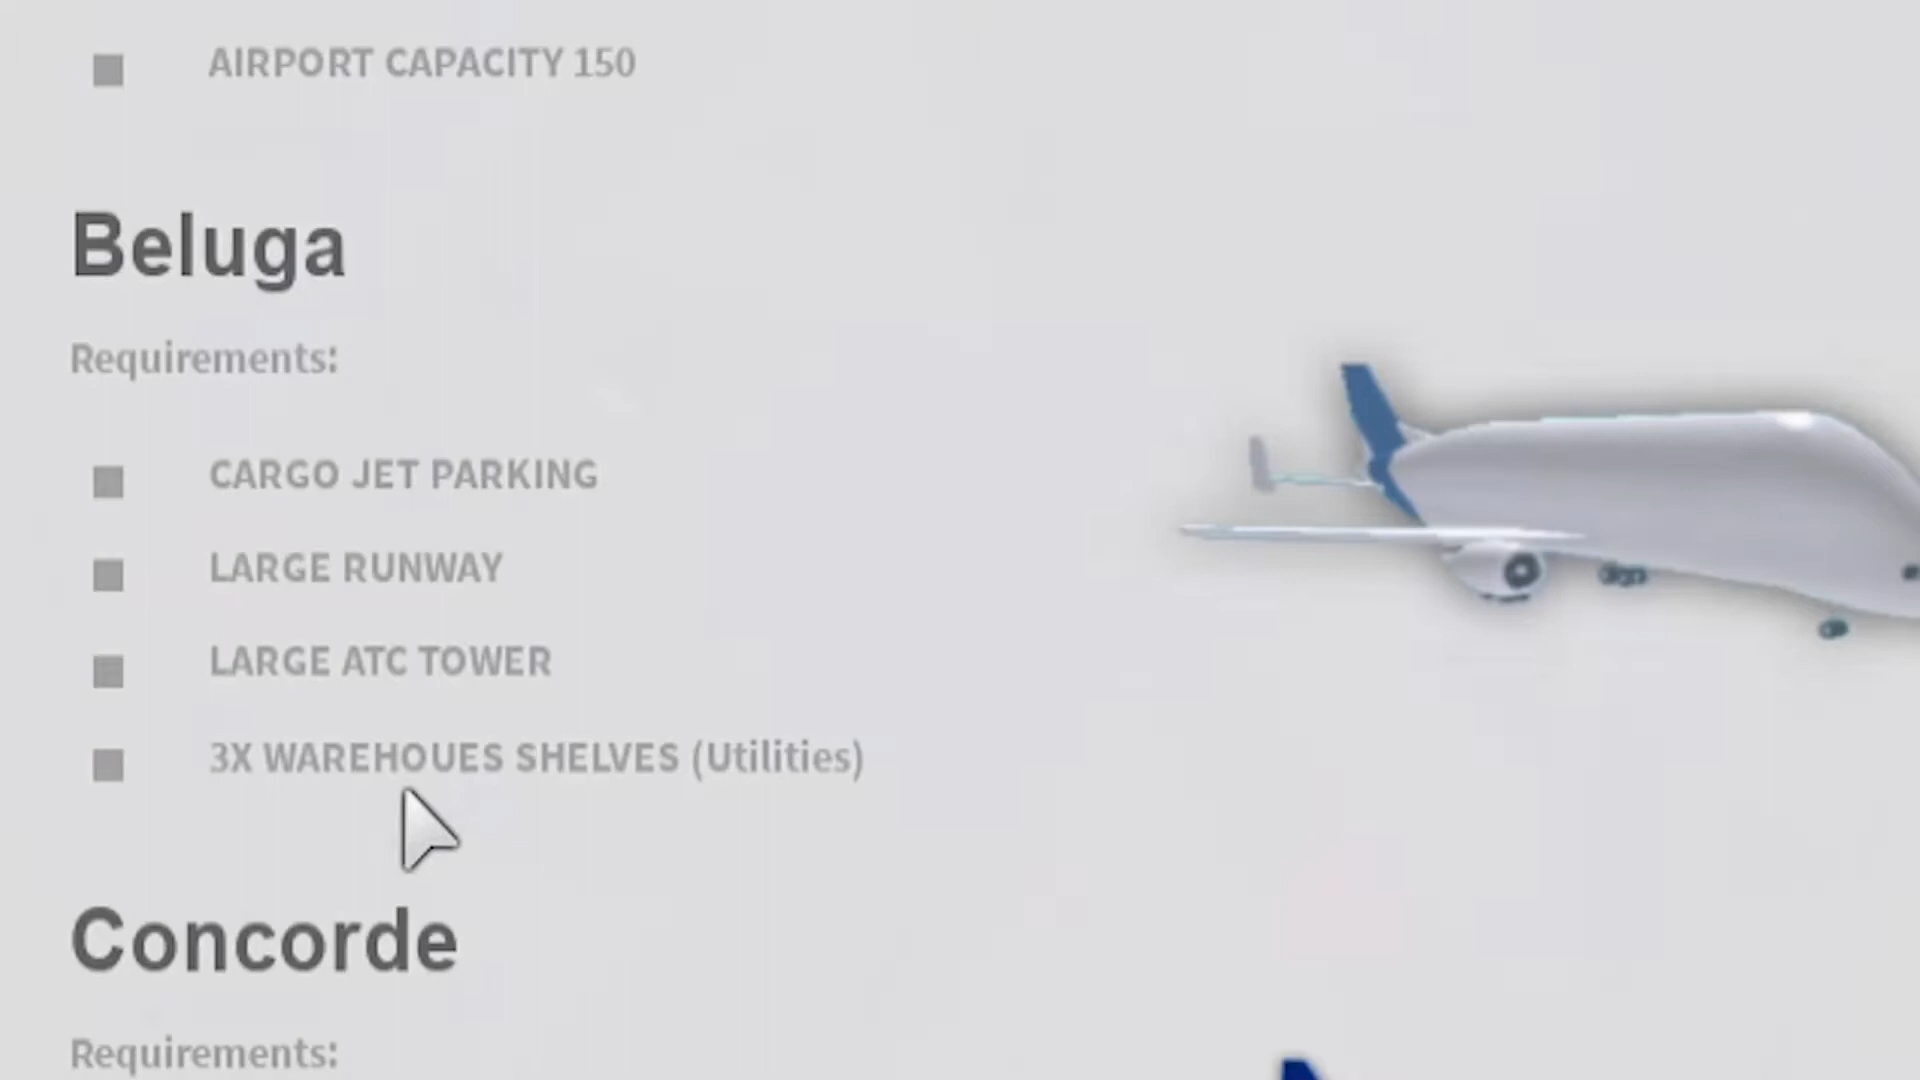 AIRPORT CAPACITY 150
Beluga
Requirements:
CARGO JET PARKING
LARGE RUNWAY
LARGE ATC TOWER
3X WAREHOUES SHELVES (Utilities)
Concorde
Requirements: